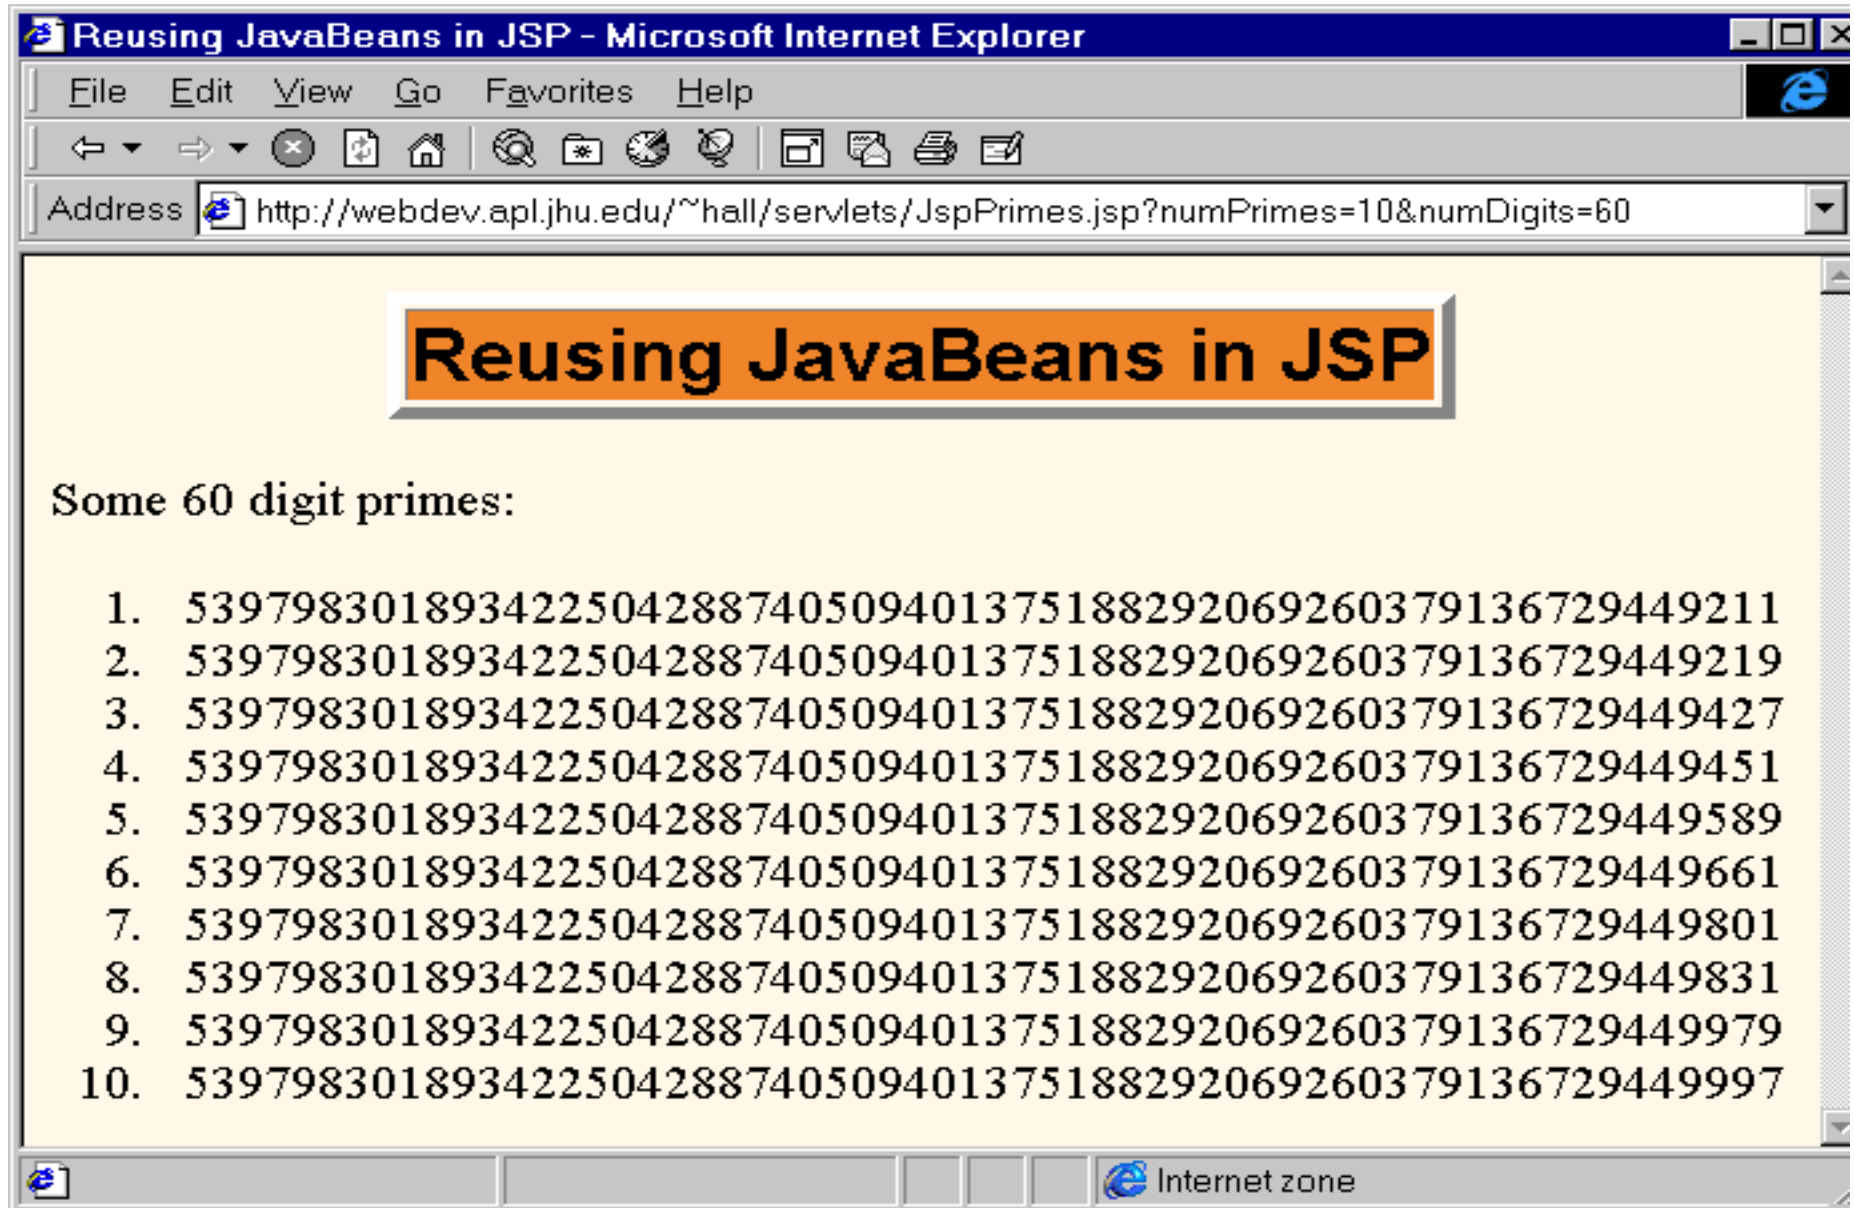 Reusing JavaBeans in JSP - Microsoft Internet Explorer
File Edit View Go Favorites Help
Address http://webdev.apl.jhu.edu/~hall/servlets/JspPrimes.jsp?numPrimes=10&numDigits=60
Reusing JavaBeans in JSP
Some 60 digit primes:
1. 539798301893422504288740509401375188292069260379136729449211
2. 539798301893422504288740509401375188292069260379136729449219
3. 539798301893422504288740509401375188292069260379136729449427
4. 539798301893422504288740509401375188292069260379136729449451
5. 539798301893422504288740509401375188292069260379136729449589
6. 539798301893422504288740509401375188292069260379136729449661
7. 539798301893422504288740509401375188292069260379136729449801
8. 539798301893422504288740509401375188292069260379136729449831
9. 539798301893422504288740509401375188292069260379136729449979
10. 539798301893422504288740509401375188292069260379136729449997
Internet zone